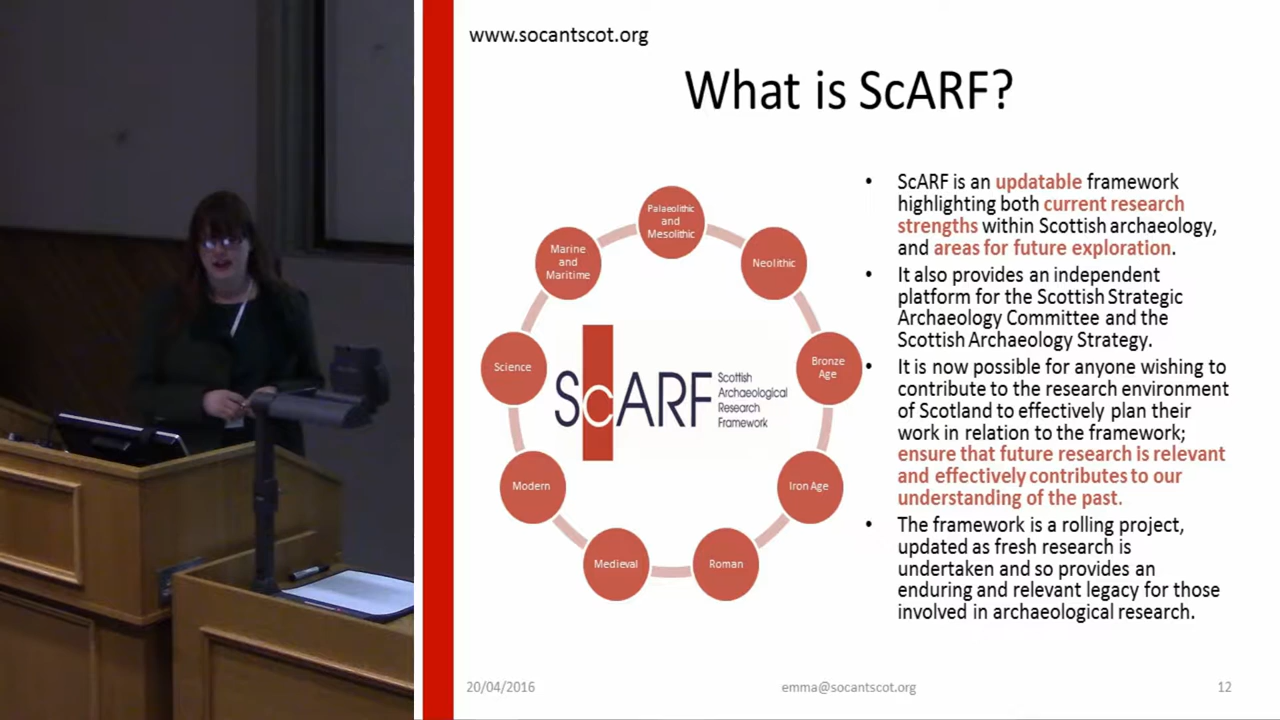 www.socantscot.org
What is ScARF?
Palaeolithic
and
Mesolithic
Neolithic
Bronze
Age
Iron Age
Roman
Medieval
Modern
Science
Marine
and
Maritime
ScARF
Scottish
Archaeological
Research
Framework
• ScARF is an updatable framework
highlighting both current research
strengths within Scottish archaeology,
and areas for future exploration.
• It also provides an independent
platform for the Scottish Strategic
Archaeology Committee and the
Scottish Archaeology Strategy.
• It is now possible for anyone wishing to
contribute to the research environment
of Scotland to effectively plan their
work in relation to the framework;
ensure that future research is relevant
and effectively contributes to our
understanding of the past.
• The framework is a rolling project,
updated as fresh research is
undertaken and so provides an
enduring and relevant legacy for those
involved in archaeological research.
20/04/2016
emma@socantscot.org
12